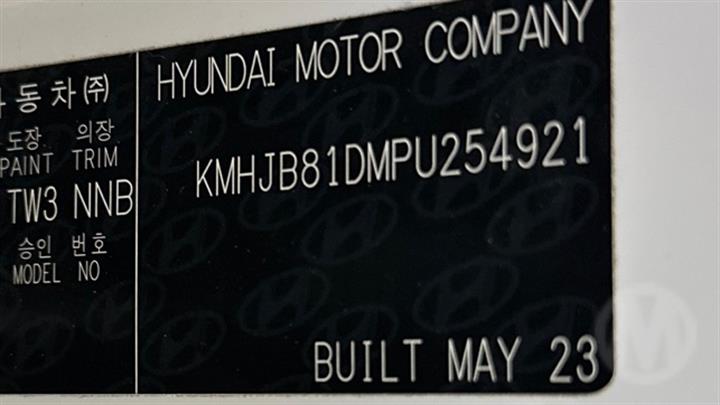 동차㈜
도장 의장
PAINT TRIM
TW3 NNB
승인 번호
MODEL NO
HYUNDAI MOTOR COMPANY
KMHJB81DMPU254921
BUILT MAY 23
M